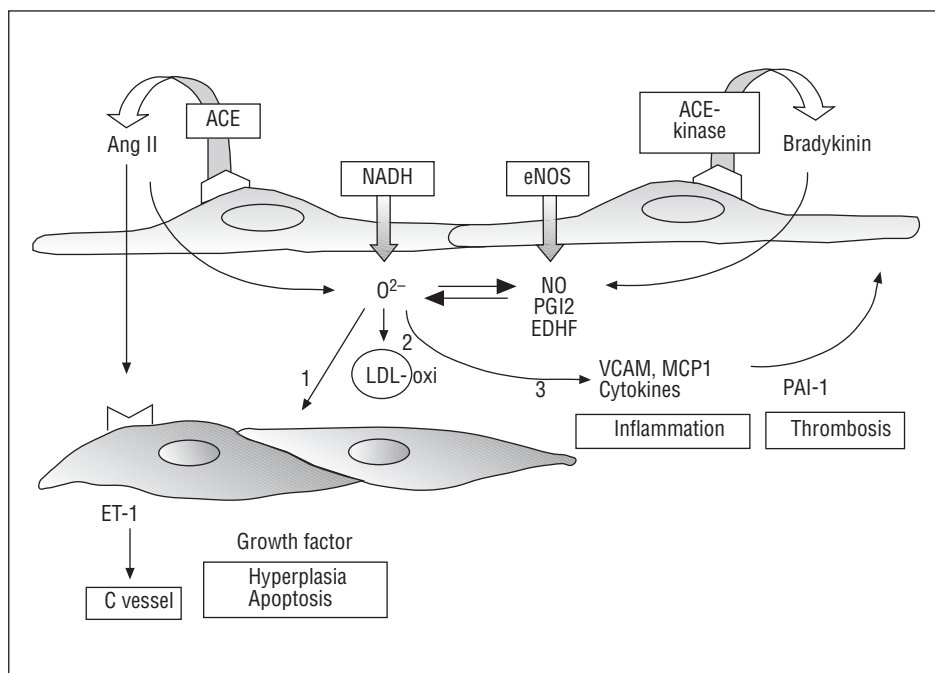 ACE
Ang II
ACE-
kinase
Bradykinin
NADH
eNOS
O²⁻
NO
PGI2
EDHF
1
2
LDL-oxi
3
VCAM, MCP1
Cytokines
PAI-1
Inflammation
Thrombosis
ET-1
Growth factor
Hyperplasia
Apoptosis
C vessel